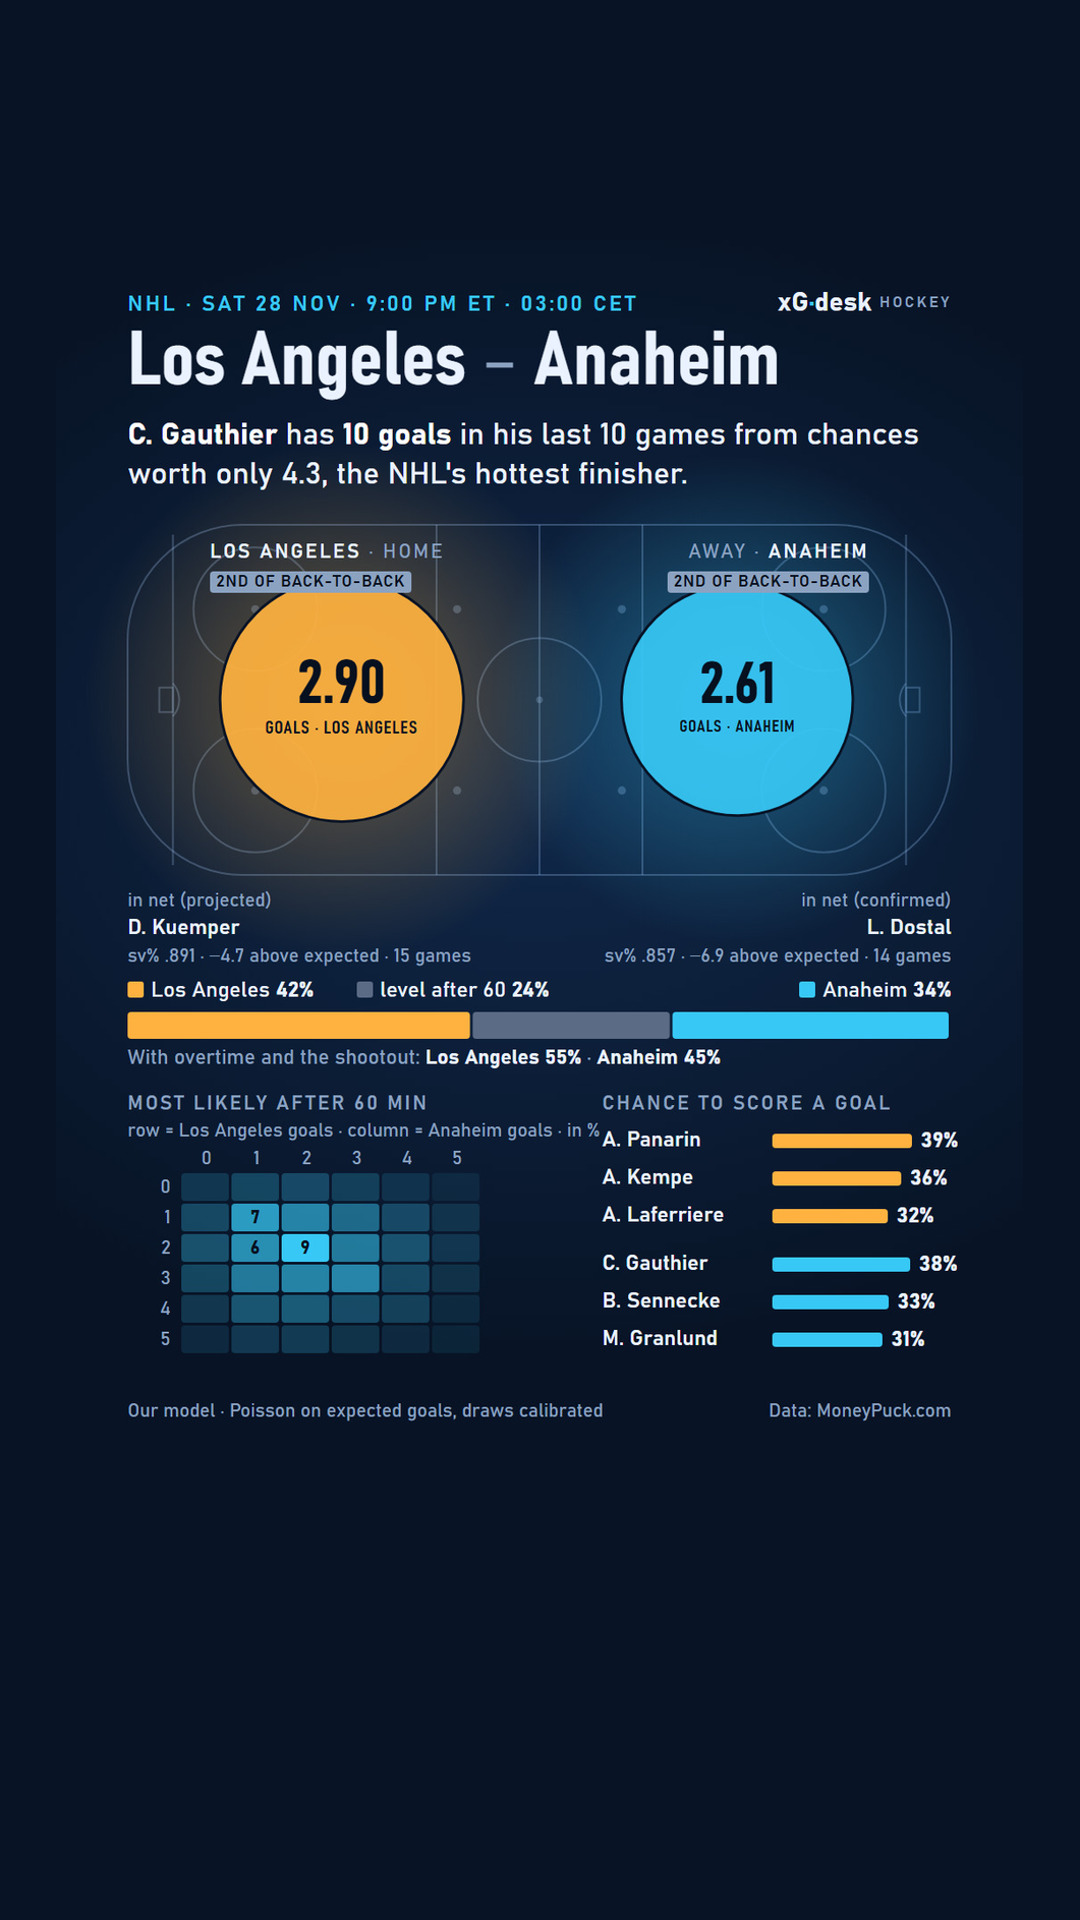 NHL · SAT 28 NOV · 9:00 PM ET · 03:00 CET
xG·desk HOCKEY
Los Angeles – Anaheim
C. Gauthier has 10 goals in his last 10 games from chances
worth only 4.3, the NHL's hottest finisher.
LOS ANGELES · HOME
AWAY · ANAHEIM
2ND OF BACK-TO-BACK
2ND OF BACK-TO-BACK
2.90
GOALS · LOS ANGELES
2.61
GOALS · ANAHEIM
in net (projected)
D. Kuemper
sv% .891 · −4.7 above expected · 15 games
in net (confirmed)
L. Dostal
sv% .857 · −6.9 above expected · 14 games
Los Angeles 42%
level after 60 24%
Anaheim 34%
With overtime and the shootout: Los Angeles 55% · Anaheim 45%
MOST LIKELY AFTER 60 MIN
row = Los Angeles goals · column = Anaheim goals · in %
0 1 2 3 4 5
0
1 7
2 6 9
3
4
5
CHANCE TO SCORE A GOAL
A. Panarin 39%
A. Kempe 36%
A. Laferriere 32%
C. Gauthier 38%
B. Sennecke 33%
M. Granlund 31%
Our model · Poisson on expected goals, draws calibrated
Data: MoneyPuck.com